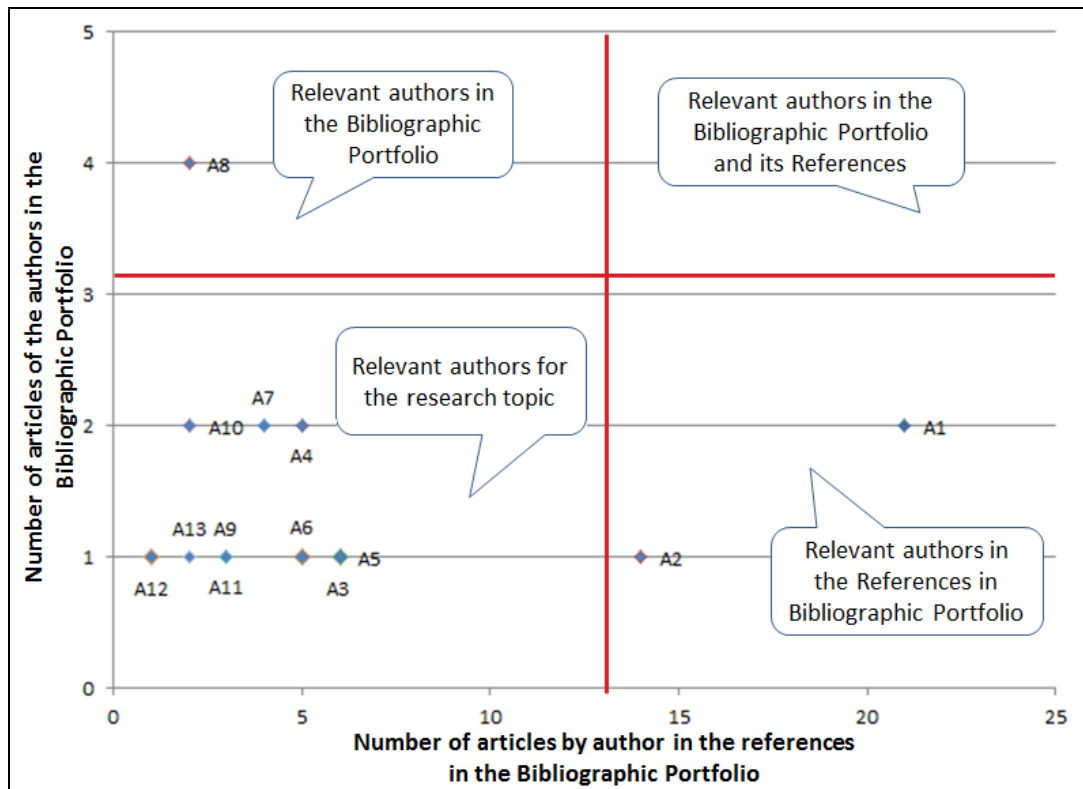 5
Relevant authors in
the Bibliographic
Portfolio
Relevant authors in the
Bibliographic Portfolio
and its References
4
A8
Number of articles of the authors in the
Bibliographic Portfolio
3
Relevant authors for
the research topic
A7
2
A10
A1
A4
A13
A9
A6
1
A5
A2
A12
A11
A3
Relevant authors in
the References in
Bibliographic Portfolio
0
0
5
10
15
20
25
Number of articles by author in the references
in the Bibliographic Portfolio